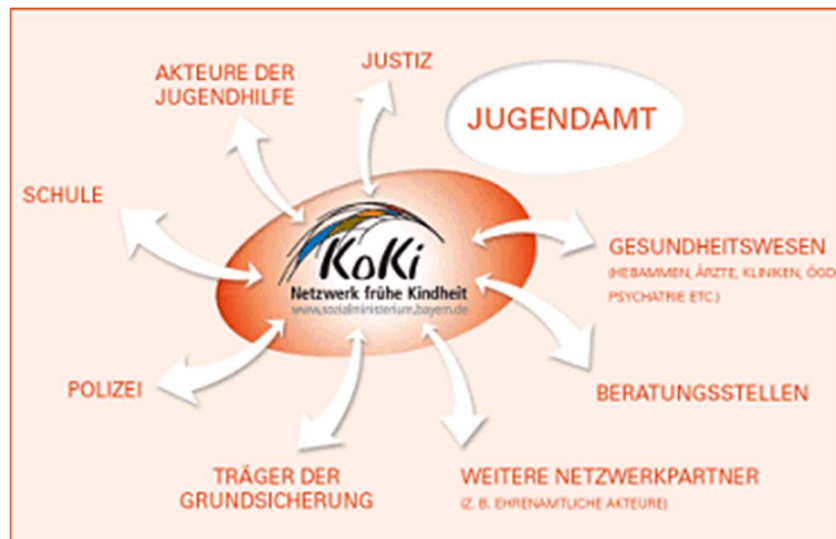 JUSTIZ
AKTEURE DER
JUGENDHILFE
JUGENDAMT
SCHULE
KoKi
Netzwerk frühe Kindheit
www.sozialministerium.bayern.de
GESUNDHEITSWESEN
(HEBAMMEN, ÄRZTE, KLINIKEN, ÖGD,
PSYCHATRIE ETC.)
POLIZEI
BERATUNGSSTELLEN
TRÄGER DER
GRUNDSICHERUNG
WEITERE NETZWERKPARTNER
(Z. B. EHRENAMTLICHE AKTEURE)